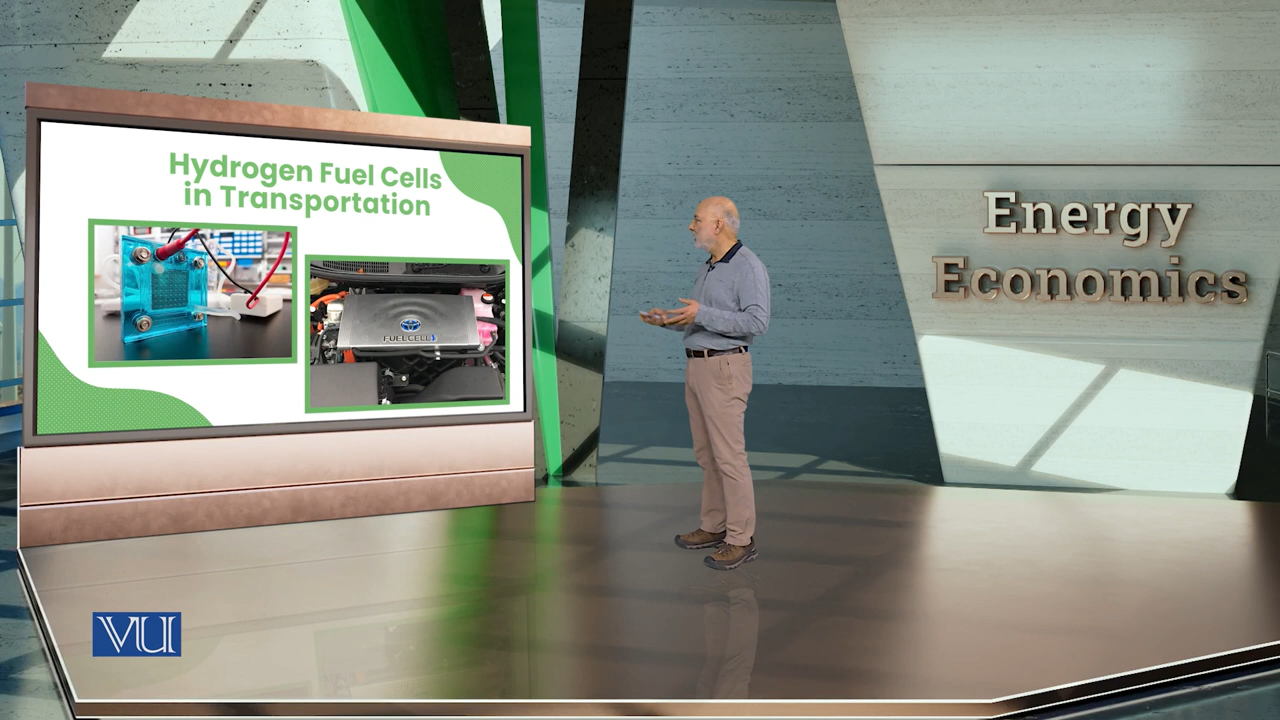 Hydrogen Fuel Cells
in Transportation
FUELCELL
Energy
Economics
VU